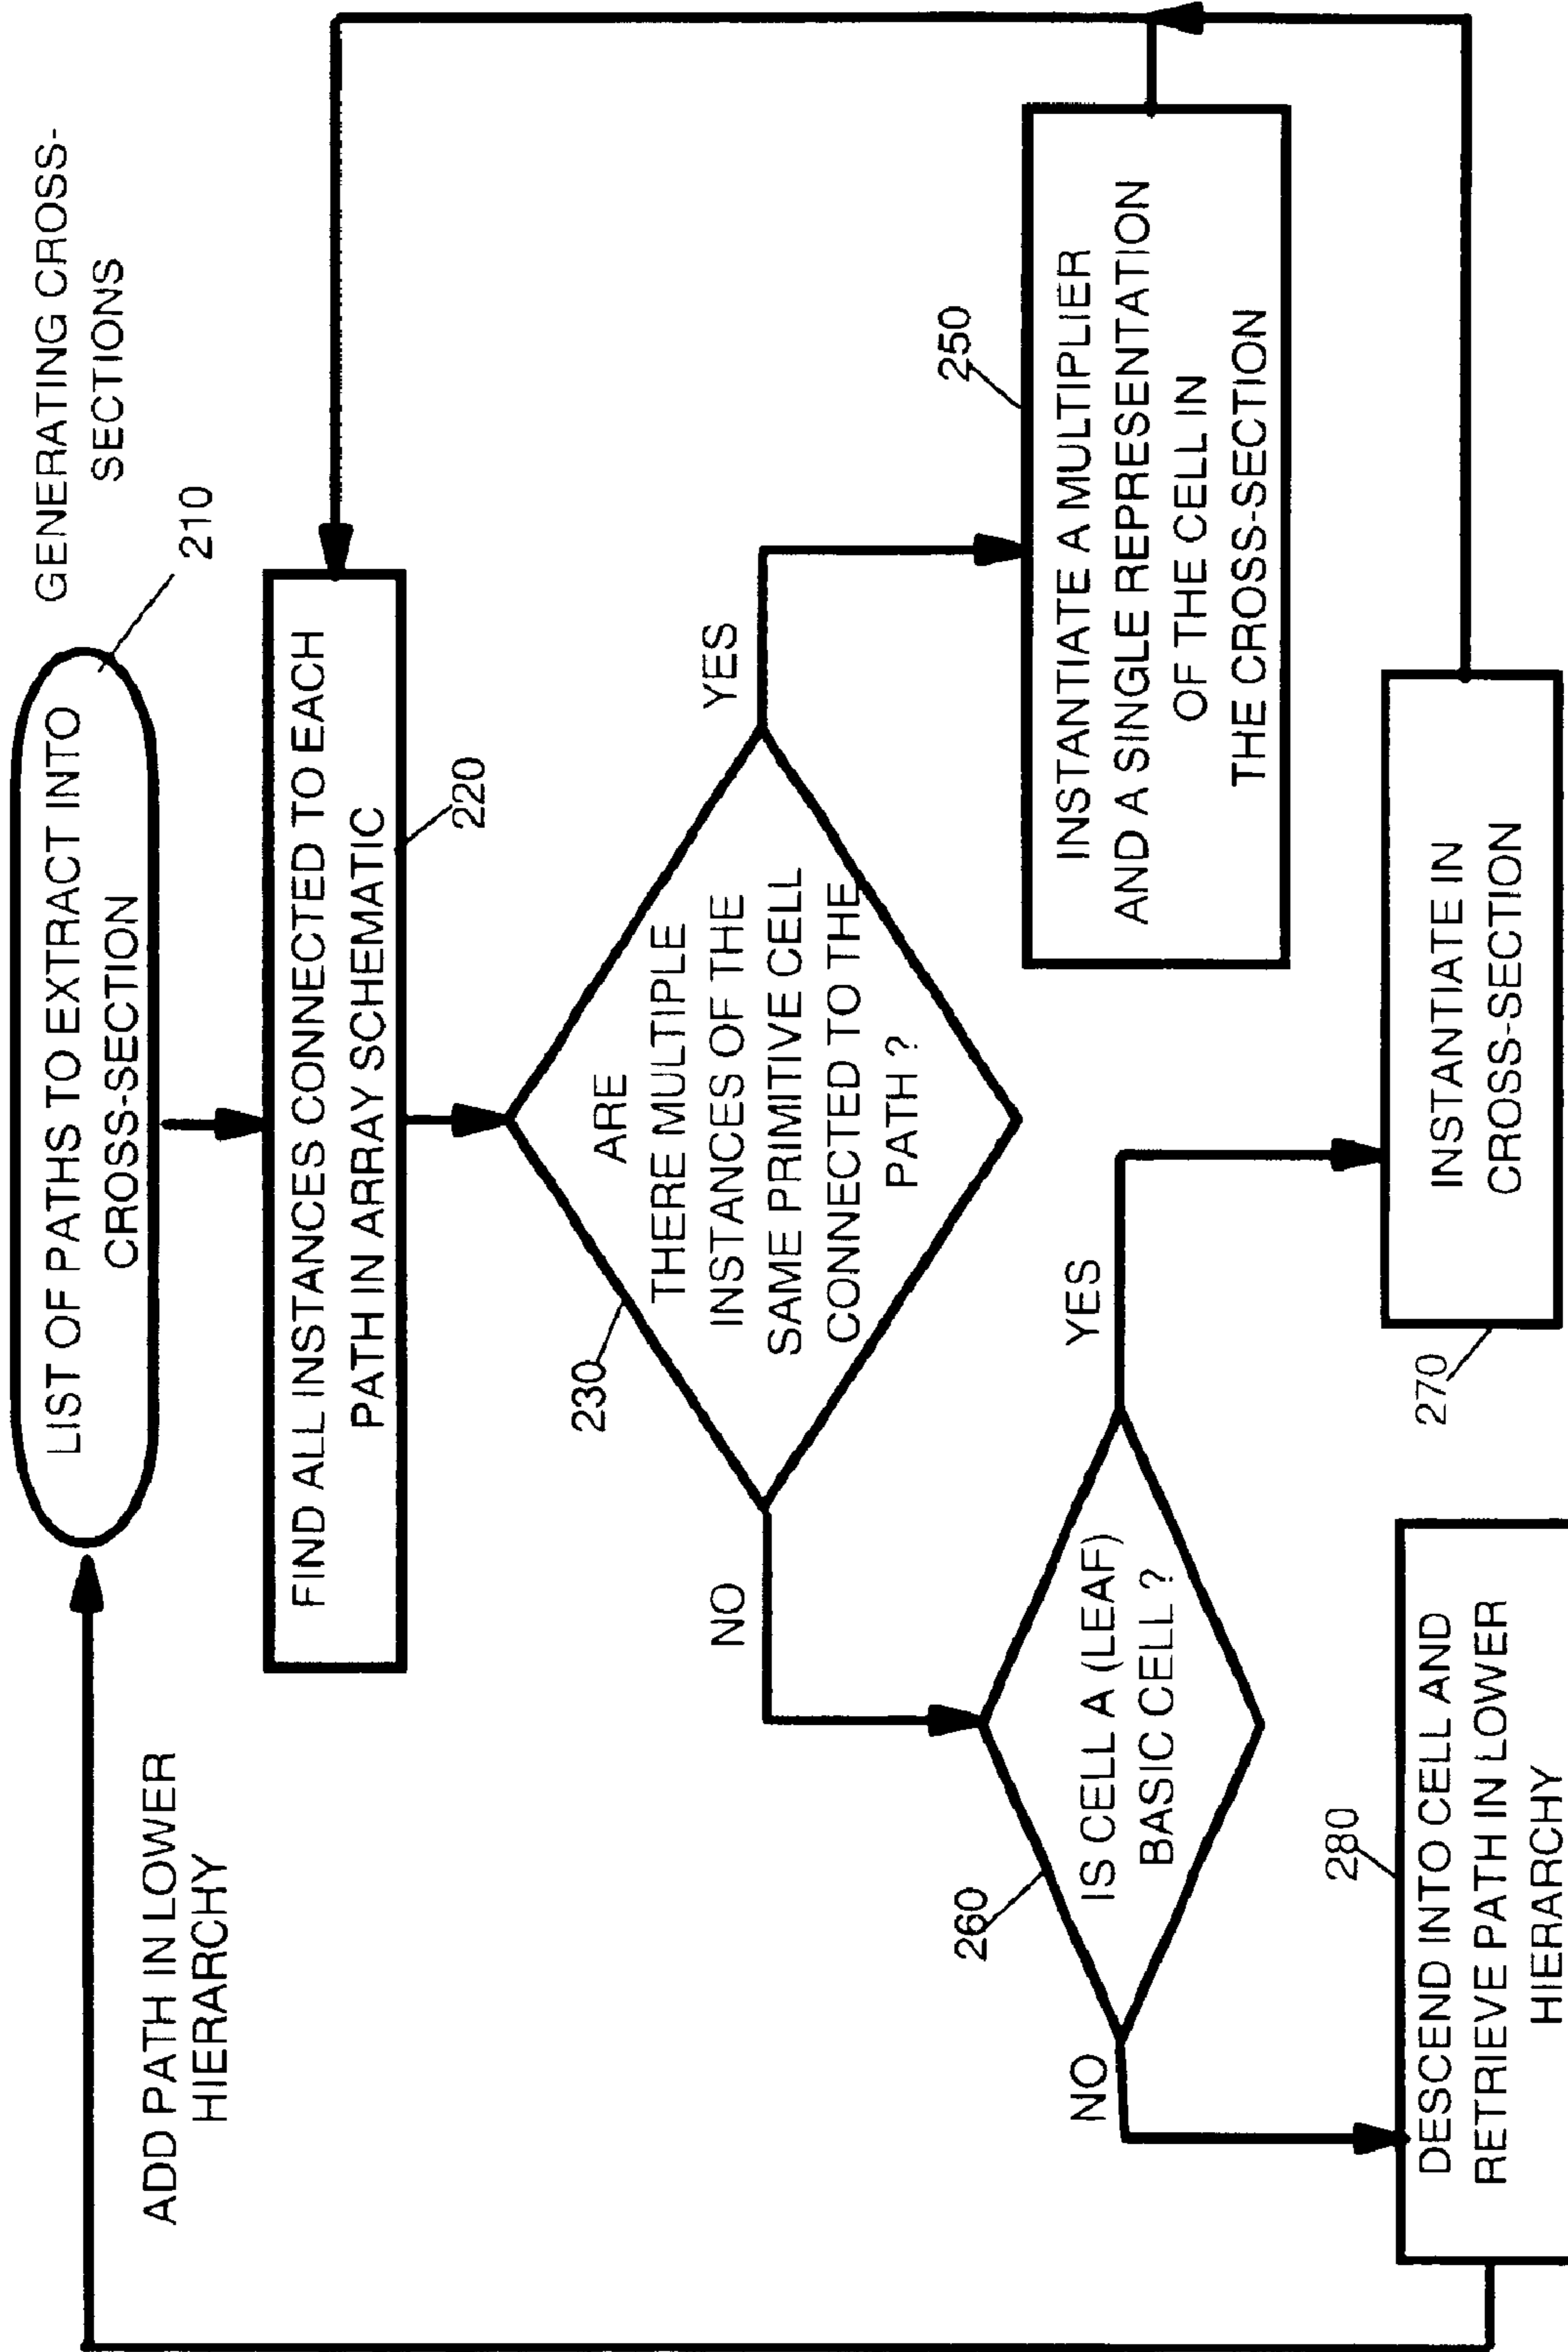 GENERATING CROSS-
SECTIONS
210
LIST OF PATHS TO EXTRACT INTO
CROSS-SECTION
ADD PATH IN LOWER
HIERARCHY
FIND ALL INSTANCES CONNECTED TO EACH
PATH IN ARRAY SCHEMATIC
220
230
ARE
THERE MULTIPLE
INSTANCES OF THE
SAME PRIMITIVE CELL
CONNECTED TO THE
PATH ?
YES
NO
250
INSTANTIATE A MULTIPLIER
AND A SINGLE REPRESENTATION
OF THE CELL IN
THE CROSS-SECTION
260
IS CELL A (LEAF)
BASIC CELL ?
YES
NO
270
INSTANTIATE IN
CROSS-SECTION
280
DESCEND INTO CELL AND
RETRIEVE PATH IN LOWER
HIERARCHY